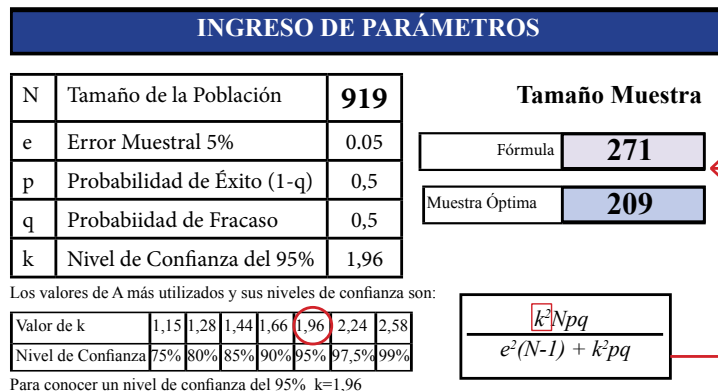 INGRESO DE PARÁMETROS
N Tamaño de la Población 919
e Error Muestral 5% 0.05
p Probabilidad de Éxito (1-q) 0,5
q Probabiidad de Fracaso 0,5
k Nivel de Confianza del 95% 1,96
Tamaño Muestra
Fórmula 271
Muestra Óptima 209
Los valores de A más utilizados y sus niveles de confianza son:
Valor de k 1,15 1,28 1,44 1,66 1,96 2,24 2,58
Nivel de Confianza 75% 80% 85% 90% 95% 97,5% 99%
Para conocer un nivel de confianza del 95% k=1,96
k²Npq
e²(N-1) + k²pq